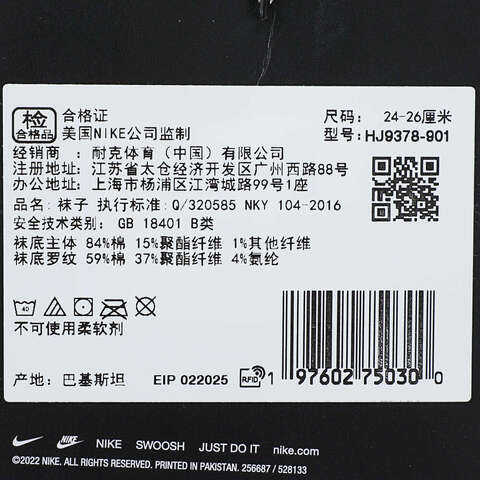 检
合格品
合格证
美国NIKE公司监制
尺码: 24-26厘米
型号: HJ9378-901
经销商: 耐克体育(中国)有限公司
注册地址: 江苏省太仓经济开发区广州西路88号
办公地址: 上海市杨浦区江湾城路99号1座
品名: 袜子 执行标准: Q/320585 NKY 104-2016
安全技术类别: GB 18401 B类
袜底主体 84%棉 15%聚酯纤维 1%其他纤维
袜底罗纹 59%棉 37%聚酯纤维 4%氨纶
40
不可使用柔软剂
产地: 巴基斯坦 EIP 022025 RFID 1 97602 75030 0
NIKE NIKE SWOOSH JUST DO IT nike.com
©2022 NIKE. ALL RIGHTS RESERVED. PRINTED IN PAKISTAN. 256687 / 528133